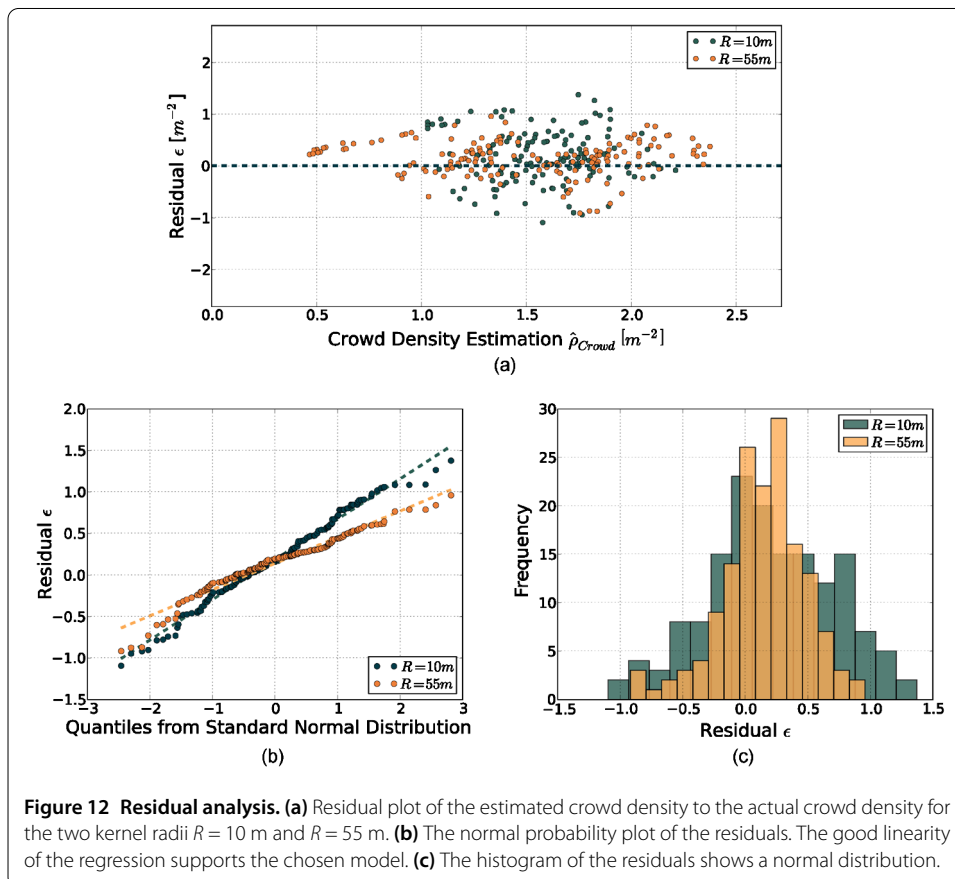 2
1
0
−1
−2
Residual ϵ [m⁻²]
R=10m
R=55m
0.0 0.5 1.0 1.5 2.0 2.5
Crowd Density Estimation ρ̂_Crowd [m⁻²]
(a)
2.0
1.5
1.0
0.5
0.0
−0.5
−1.0
−1.5
Residual ϵ
R=10m
R=55m
−3 −2 −1 0 1 2 3
Quantiles from Standard Normal Distribution
(b)
30
25
20
15
10
5
0
Frequency
R=10m
R=55m
−1.5 −1.0 −0.5 0.0 0.5 1.0 1.5
Residual ϵ
(c)
Figure 12 Residual analysis. (a) Residual plot of the estimated crowd density to the actual crowd density for
the two kernel radii R = 10 m and R = 55 m. (b) The normal probability plot of the residuals. The good linearity
of the regression supports the chosen model. (c) The histogram of the residuals shows a normal distribution.